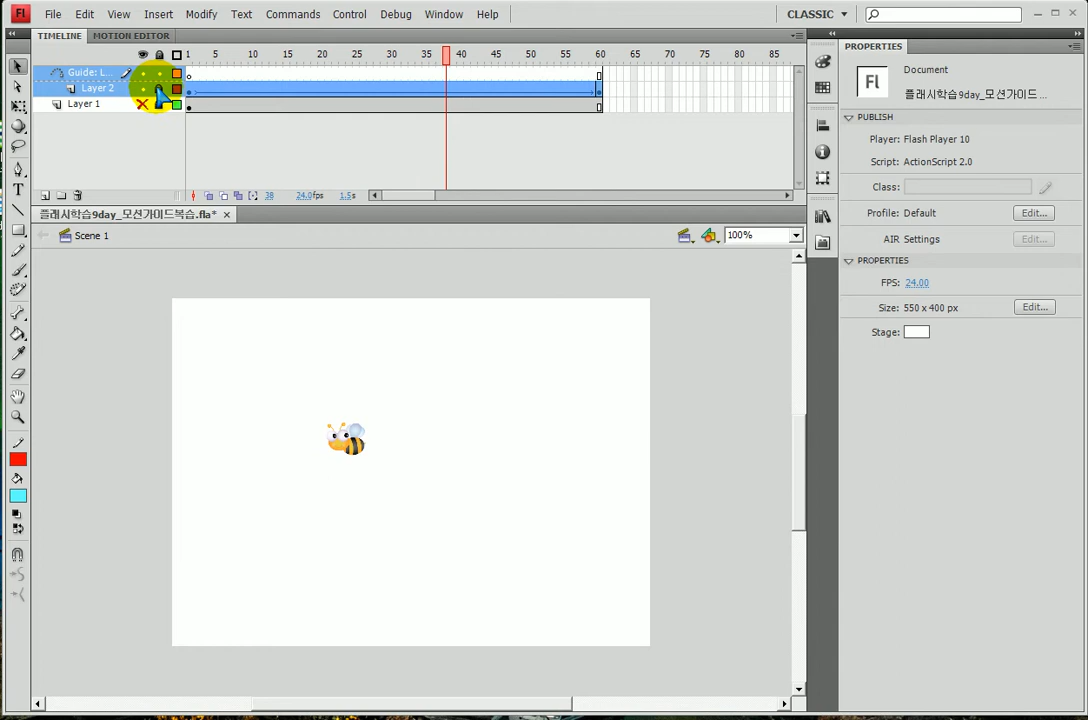 Fl File Edit View Insert Modify Text Commands Control Debug Window Help CLASSIC
TIMELINE MOTION EDITOR
1 5 10 15 20 25 30 35 40 45 50 55 60 65 70 75 80 85
Guide: L...
Layer 2
Layer 1
38 24.0fps 1.5s
플래시학습9day_모션가이드복습.fla*
Scene 1
100%
PROPERTIES
Fl
Document
플래시학습9day_모션가이드...
PUBLISH
Player: Flash Player 10
Script: ActionScript 2.0
Class:
Profile: Default Edit...
AIR Settings Edit...
PROPERTIES
FPS: 24.00
Size: 550 x 400 px Edit...
Stage: